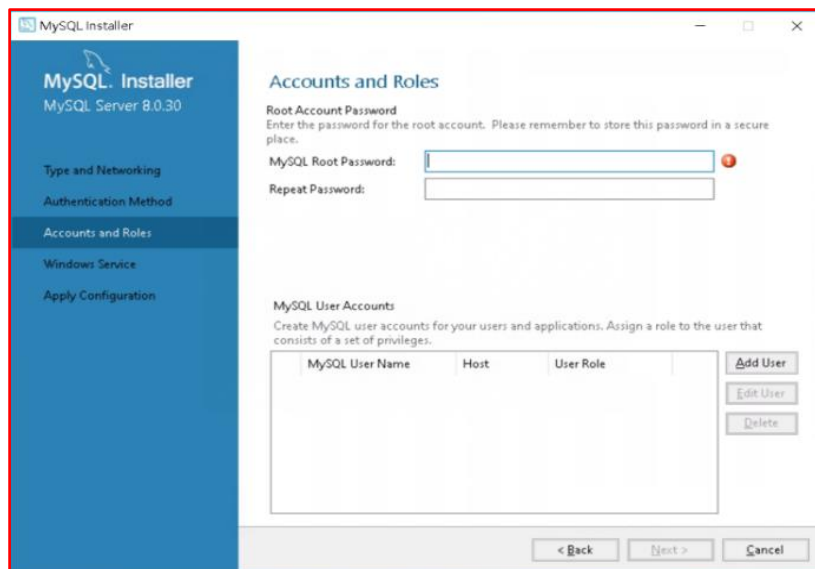 MySQL Installer
MySQL. Installer
MySQL Server 8.0.30
Type and Networking
Authentication Method
Accounts and Roles
Windows Service
Apply Configuration
Accounts and Roles
Root Account Password
Enter the password for the root account. Please remember to store this password in a secure
place.
MySQL Root Password:
Repeat Password:
MySQL User Accounts
Create MySQL user accounts for your users and applications. Assign a role to the user that
consists of a set of privileges.
MySQL User Name Host User Role
Add User
Edit User
Delete
< Back Next > Cancel